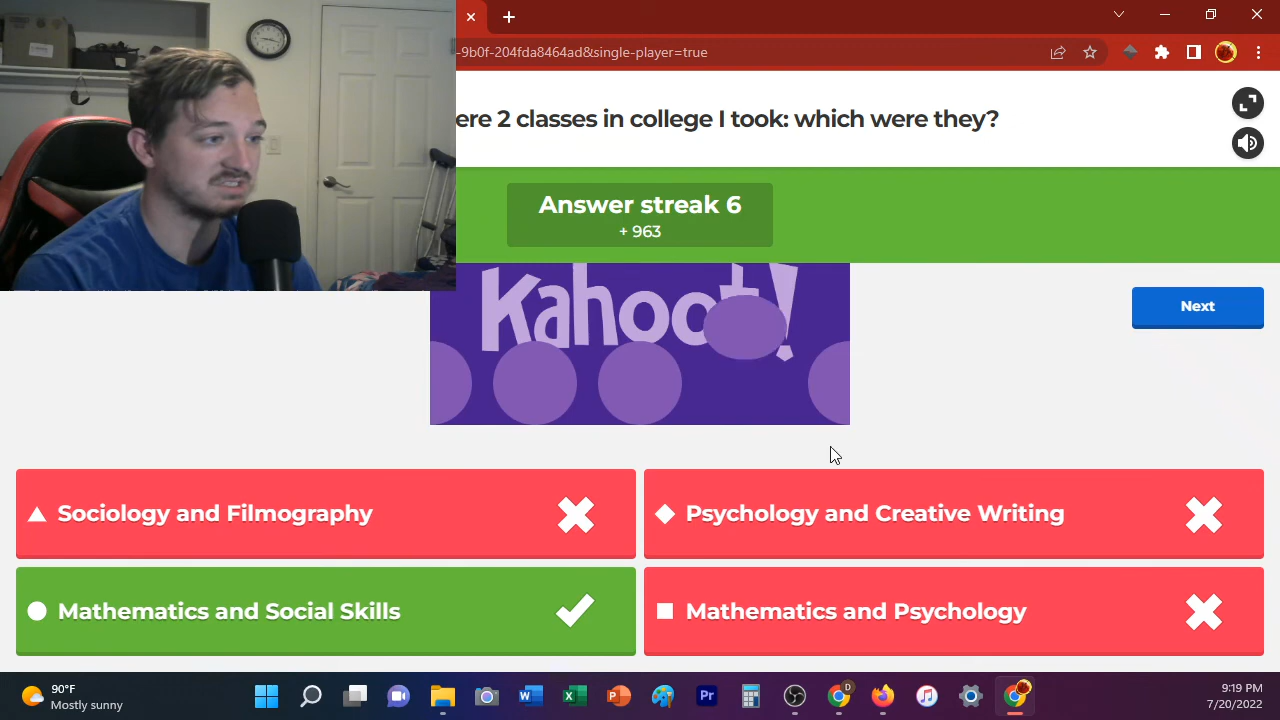 -9b0f-204fda8464ad&single-player=true
ere 2 classes in college I took: which were they?
Answer streak 6
+ 963
Kahoot!
Next
Sociology and Filmography
Psychology and Creative Writing
Mathematics and Social Skills
Mathematics and Psychology
90°F
Mostly sunny
9:19 PM
7/20/2022